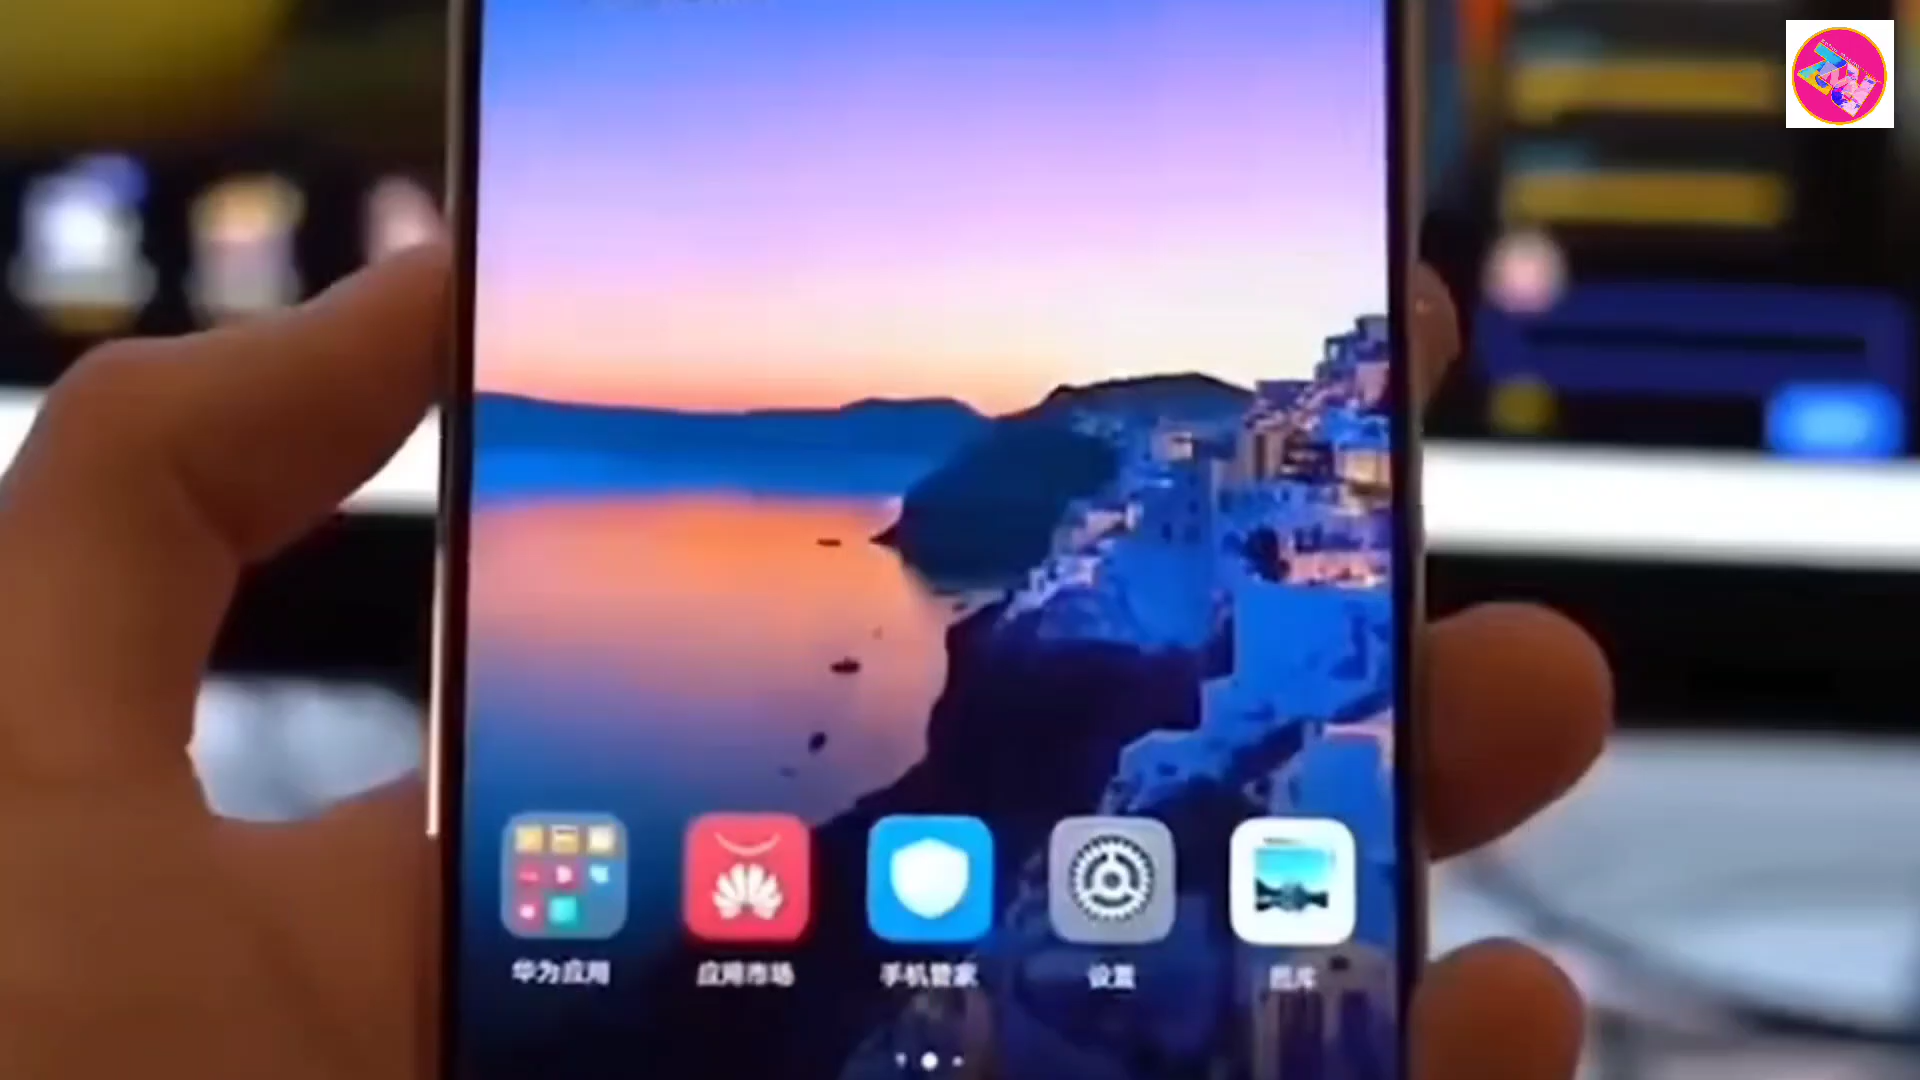 华为应用
应用市场
手机管家
设置
图库